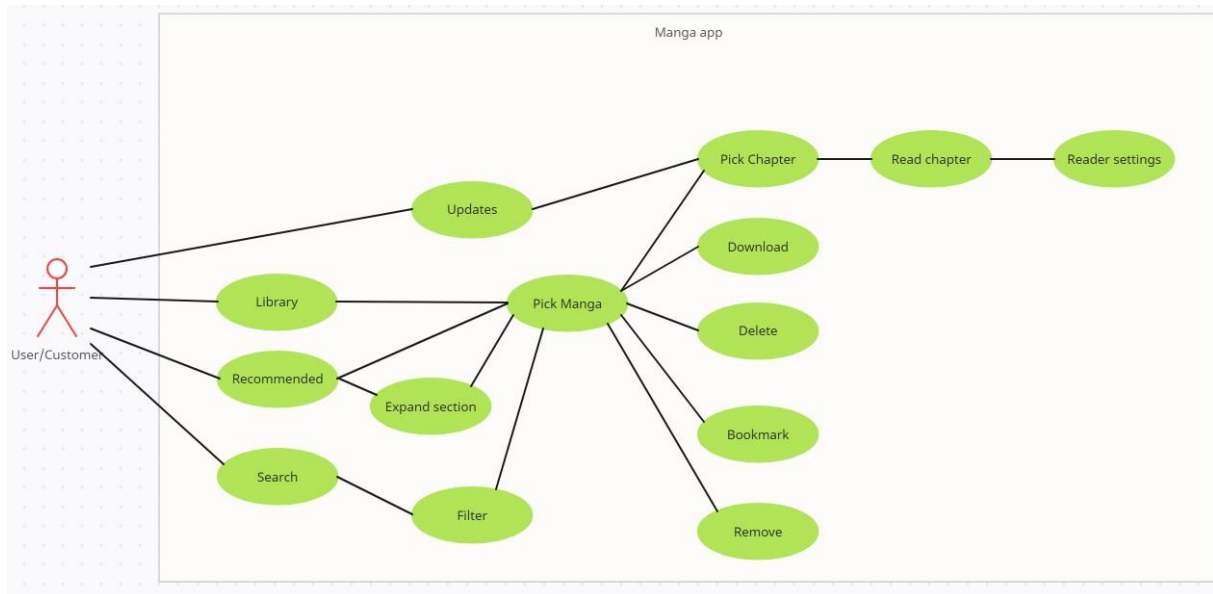 Manga app
Pick Chapter
Read chapter
Reader settings
Updates
Download
Library
Pick Manga
Delete
User/Customer
Recommended
Expand section
Bookmark
Search
Filter
Remove